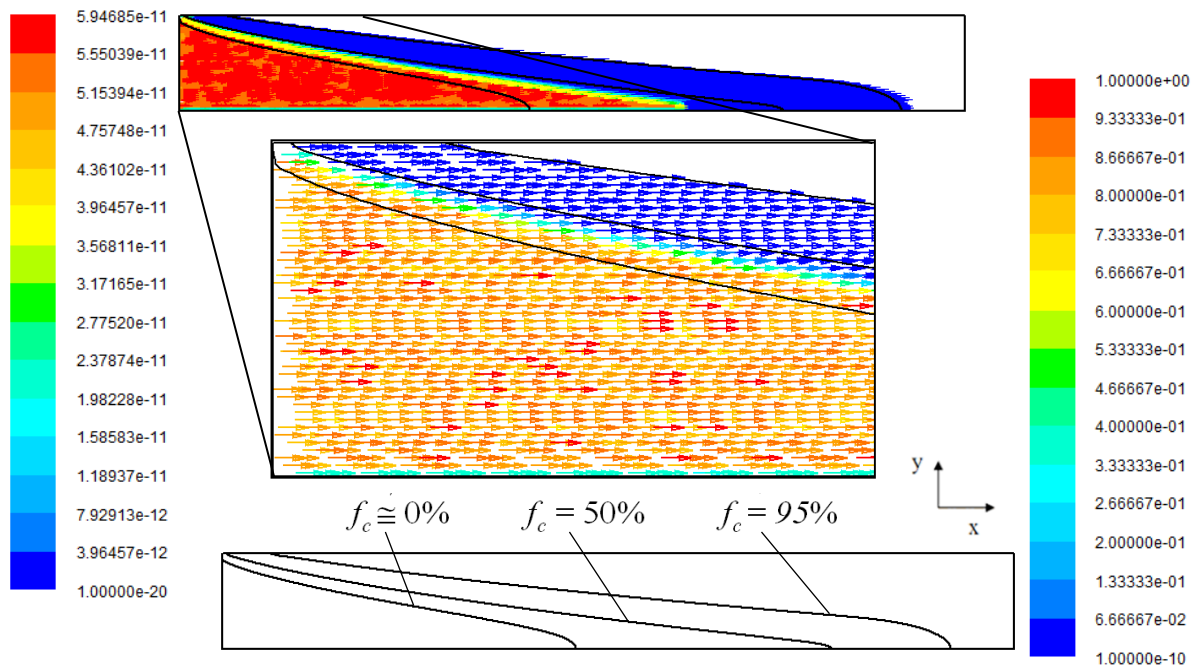 5.94685e-11
5.55039e-11
5.15394e-11
4.75748e-11
4.36102e-11
3.96457e-11
3.56811e-11
3.17165e-11
2.77520e-11
2.37874e-11
1.98228e-11
1.58583e-11
1.18937e-11
7.92913e-12
3.96457e-12
1.00000e-20
1.00000e+00
9.33333e-01
8.66667e-01
8.00000e-01
7.33333e-01
6.66667e-01
6.00000e-01
5.33333e-01
4.66667e-01
4.00000e-01
3.33333e-01
2.66667e-01
2.00000e-01
1.33333e-01
6.66667e-02
1.00000e-10
y
x
f_c ≅ 0%
f_c = 50%
f_c = 95%